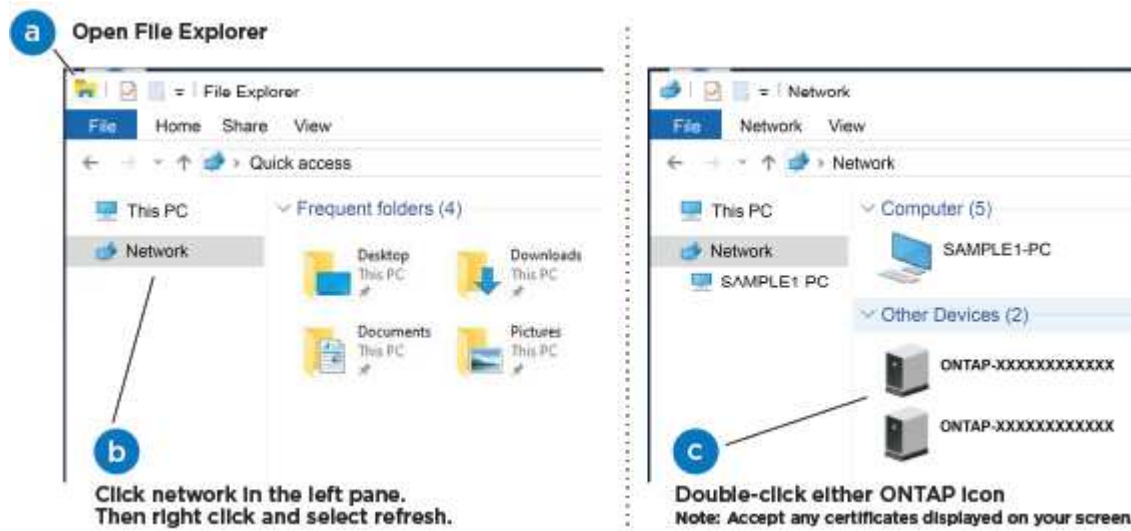 a Open File Explorer
File Explorer
File Home Share View
Quick access
This PC
Network
Frequent folders (4)
Desktop
This PC
Downloads
This PC
Documents
This PC
Pictures
This PC
b
Click network in the left pane.
Then right click and select refresh.
Network
File Network View
Network
This PC
Network
SAMPLE1 PC
Computer (5)
SAMPLE1-PC
Other Devices (2)
ONTAP-XXXXXXXXXXXX
ONTAP-XXXXXXXXXXXX
c
Double-click either ONTAP icon
Note: Accept any certificates displayed on your screen